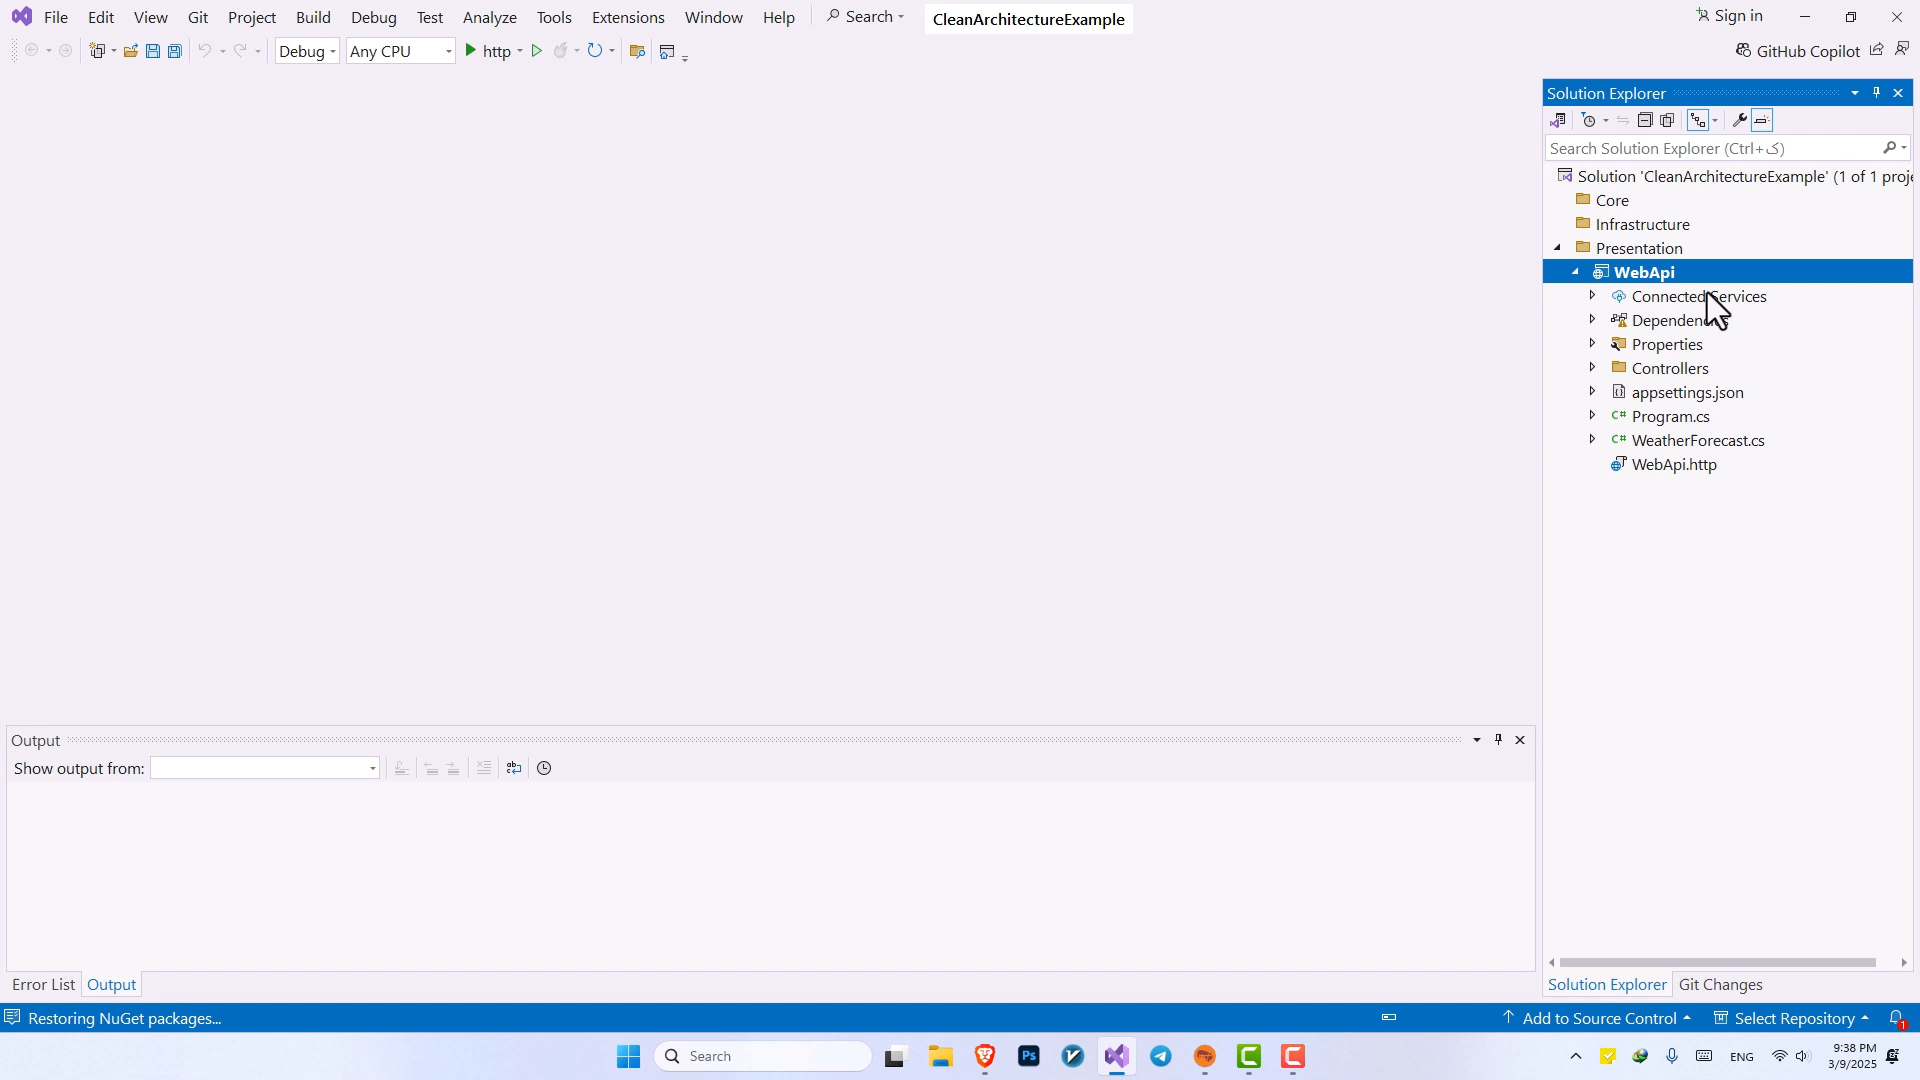 File Edit View Git Project Build Debug Test Analyze Tools Extensions Window Help Search CleanArchitectureExample Sign in
Debug Any CPU http GitHub Copilot
Solution Explorer
Search Solution Explorer (Ctrl+ک)
Solution 'CleanArchitectureExample' (1 of 1 proje
Core
Infrastructure
Presentation
WebApi
Connected Services
Dependencies
Properties
Controllers
appsettings.json
C# Program.cs
C# WeatherForecast.cs
WebApi.http
Output
Show output from:
Error List Output
Solution Explorer Git Changes
Restoring NuGet packages... Add to Source Control Select Repository 1
Search Ps ENG 9:38 PM
3/9/2025